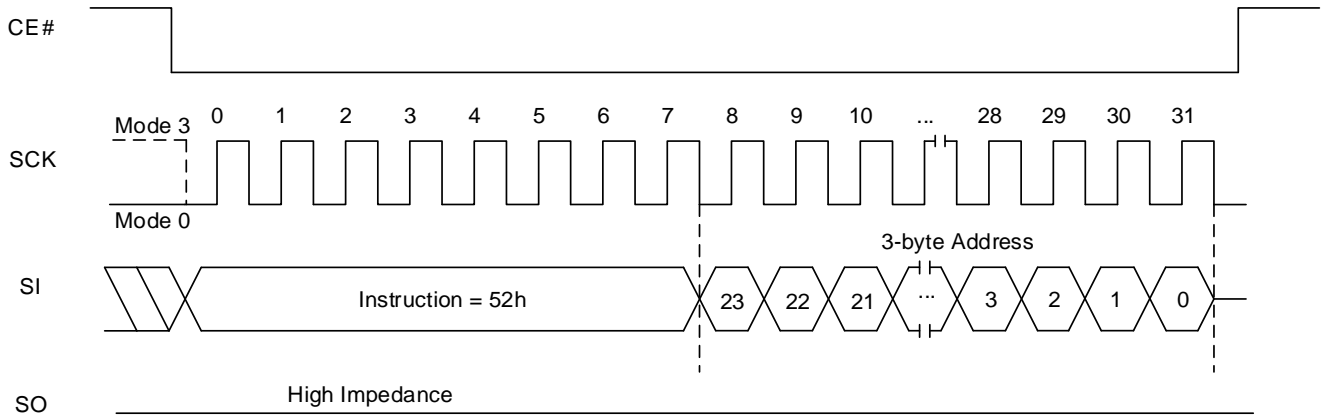 CE#
0 1 2 3 4 5 6 7 8 9 10 ... 28 29 30 31
Mode 3
SCK
Mode 0
3-byte Address
SI
Instruction = 52h
23 22 21 ... 3 2 1 0
High Impedance
SO